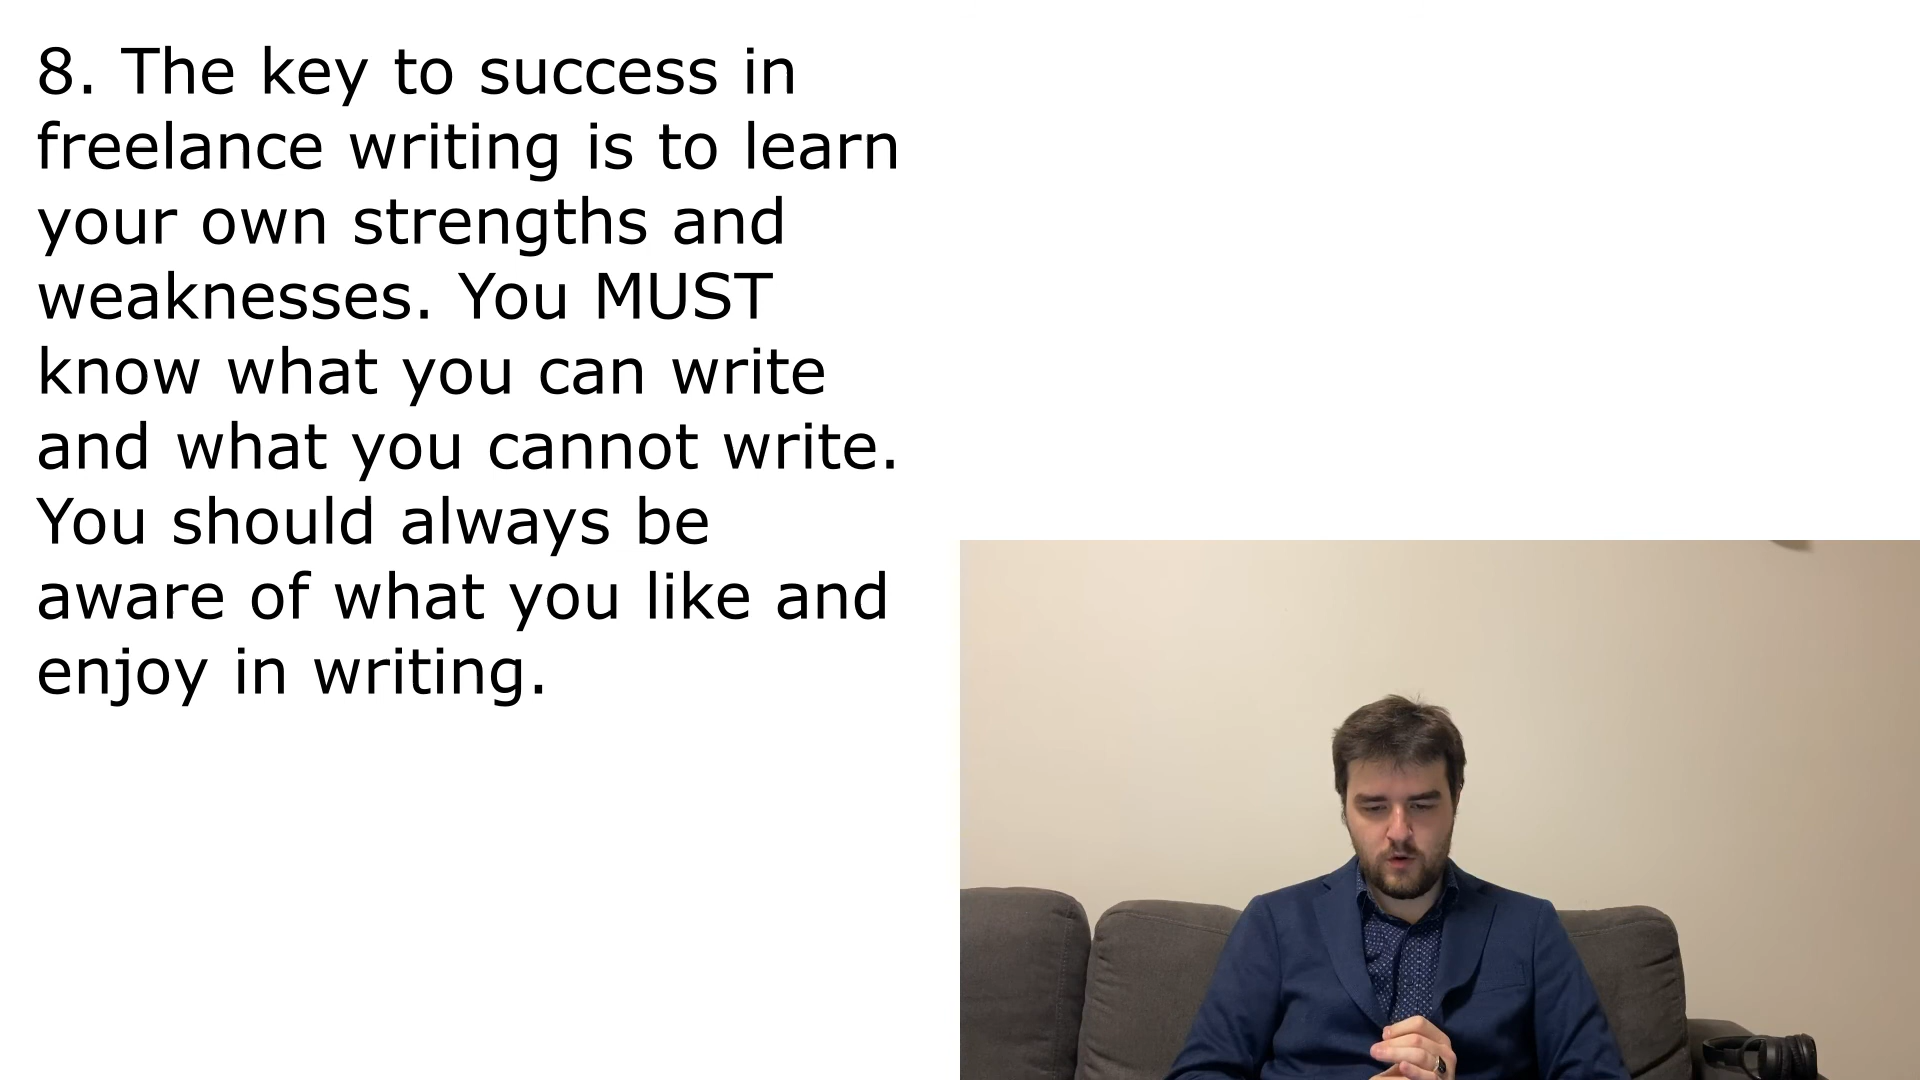 8. The key to success in
freelance writing is to learn
your own strengths and
weaknesses. You MUST
know what you can write
and what you cannot write.
You should always be
aware of what you like and
enjoy in writing.